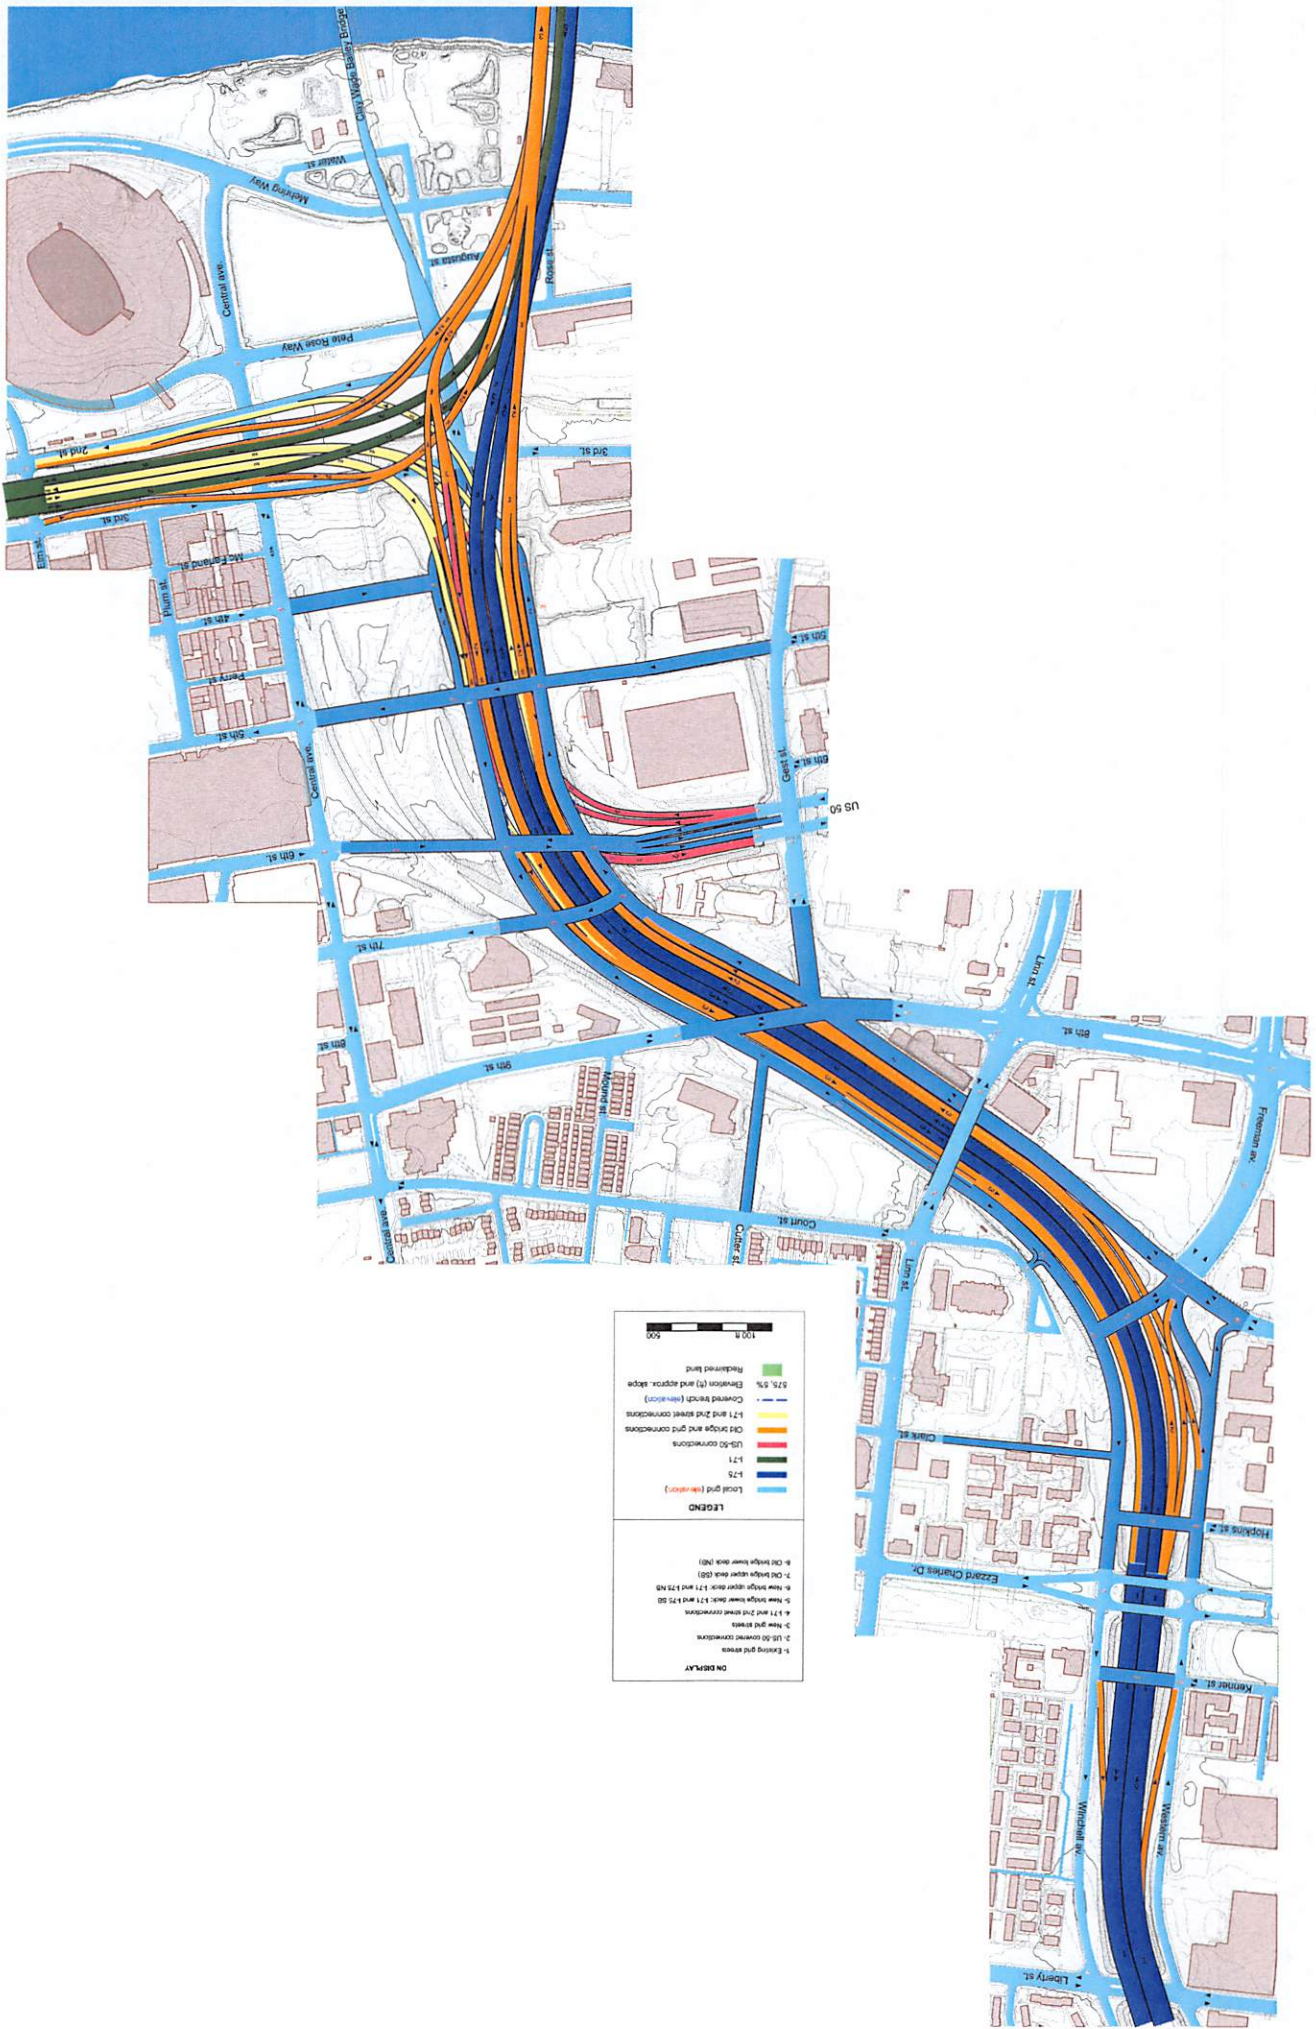 Clay Wade Bailey Bridge
Water st.
Mehring Way
Augusta st
Rose st.
Central ave.
Pete Rose Way
2nd st.
3rd st.
3rd st.
Elm st.
Plum st.
McFarland st.
4th st.
Perry st
5th st.
Central ave.
5th st.
Gest st.
6th st.
US 50
6th st.
7th st.
8th st.
9th st.
Mound st.
Linn st.
8th st.
Freeman av.
Court st.
Central ave.
Cutter st.
Linn st.
Clark st.
Hopkins st.
Ezzard Charles Dr.
Kenner st.
Winchell av.
Western av.
Liberty st.
ON DISPLAY
1- Existing grid streets
2- US-50 covered connections
3- New grid streets
4- I-71 and 2nd street connections
5- New bridge lower deck: I-71 and I-75 SB
6- New bridge upper deck: I-71 and I-75 NB
7- Old bridge upper deck (SB)
8- Old bridge lower deck (NB)
LEGEND
Local grid (elevation)
I-75
I-71
US-50 connections
Old bridge and grid connections
I-71 and 2nd street connections
Covered trench (elevation)
575, 5% Elevation (ft) and approx. slope
Reclaimed land
100 ft 500